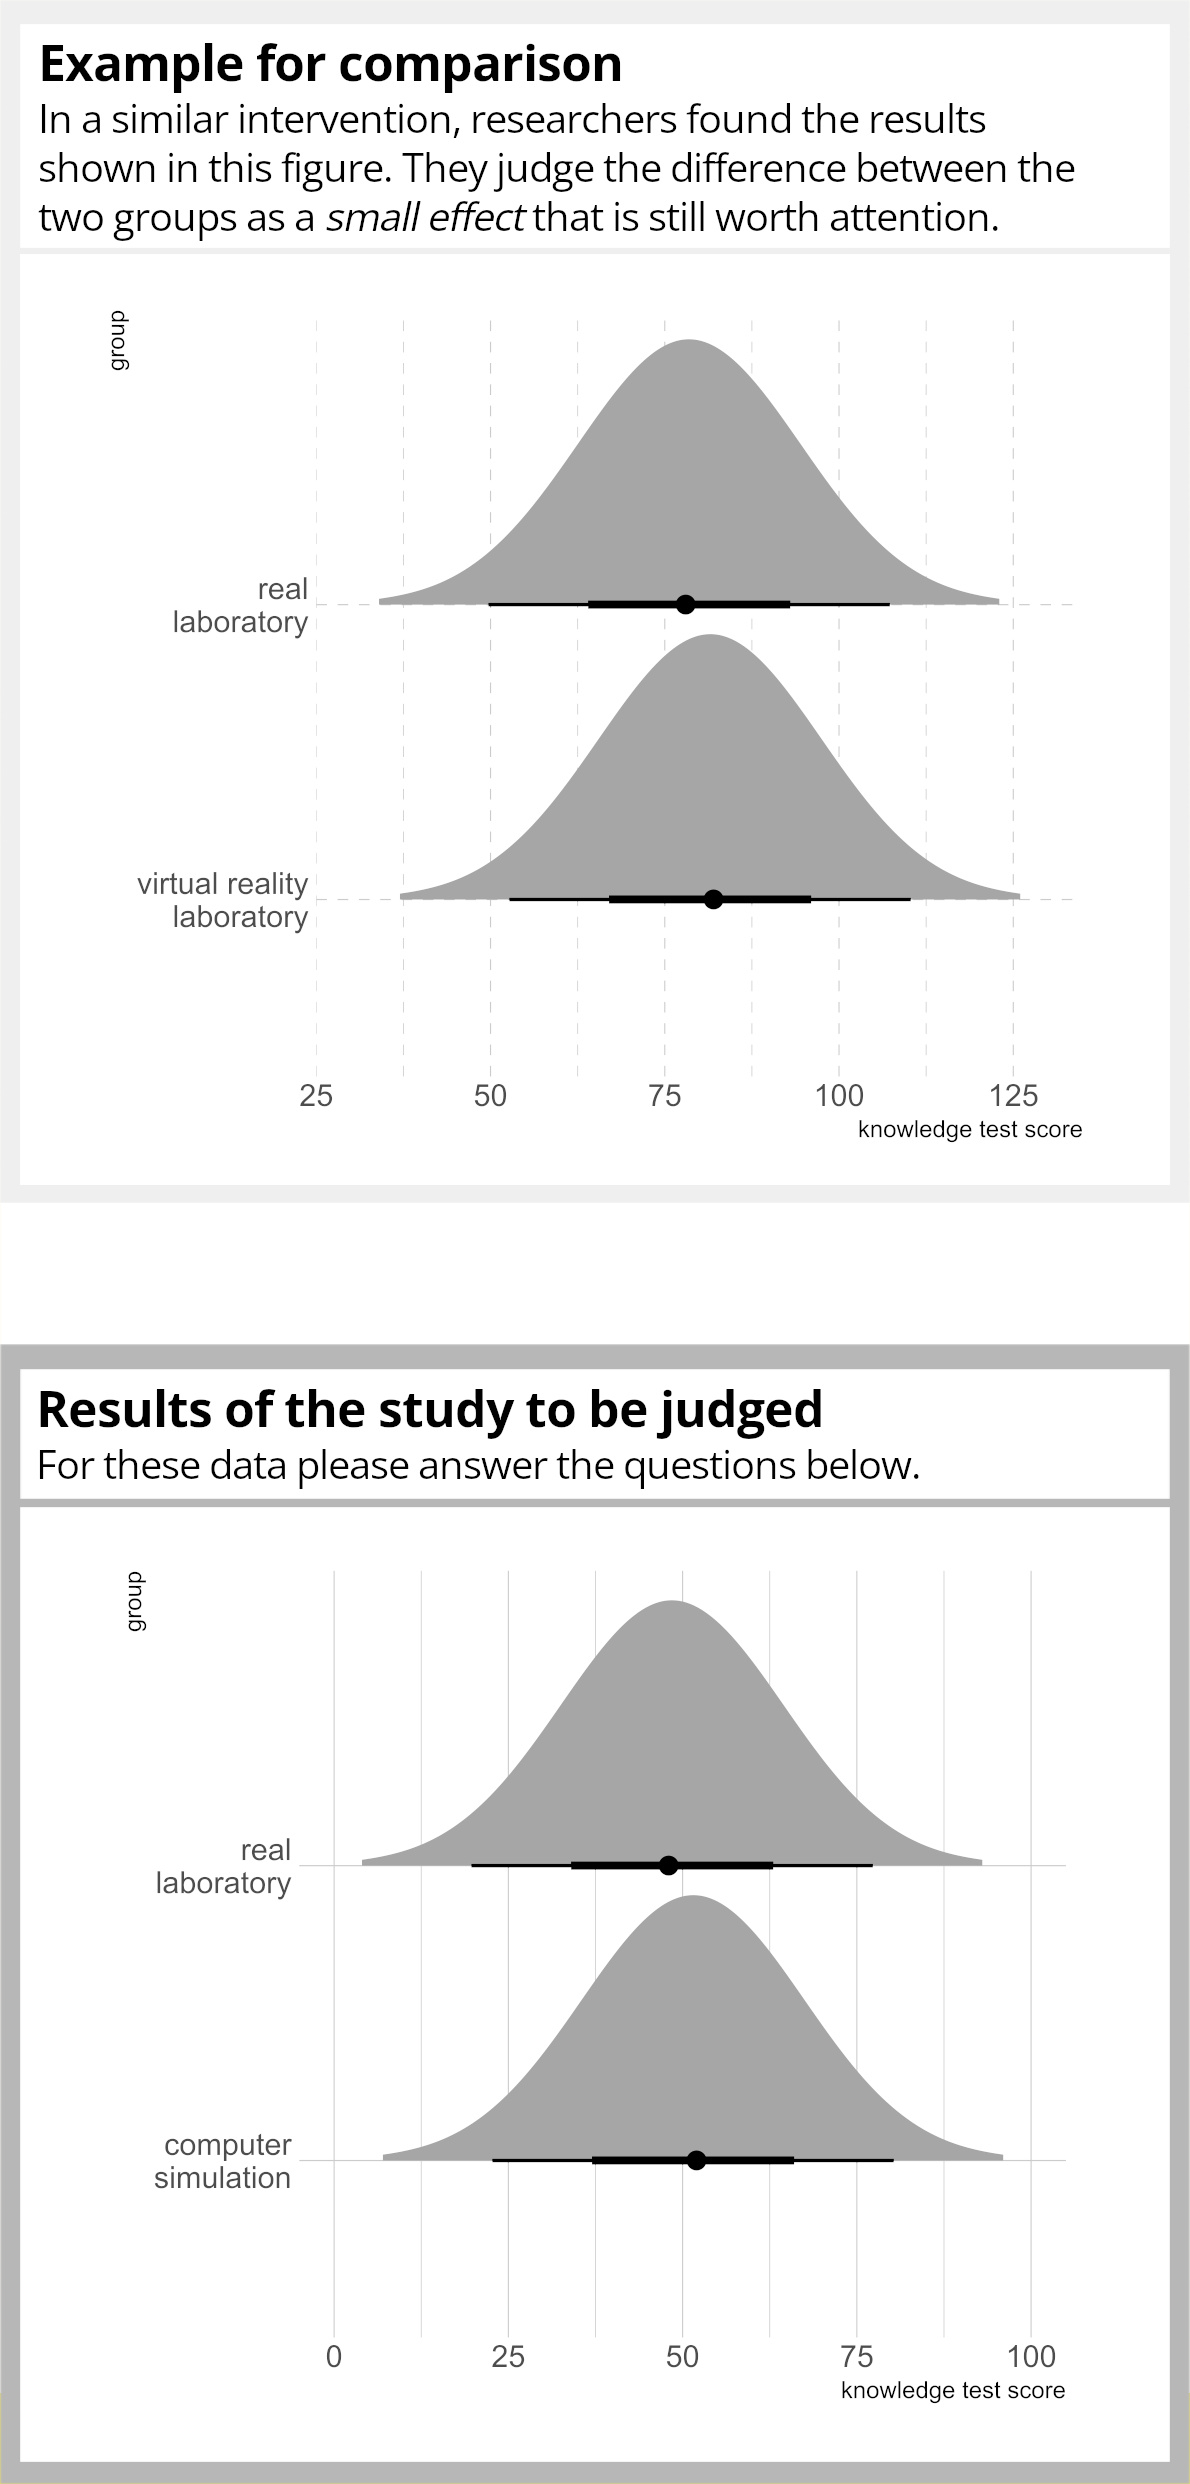 Example for comparison
In a similar intervention, researchers found the results
shown in this figure. They judge the difference between the
two groups as a small effect that is still worth attention.
group
real
laboratory
virtual reality
laboratory
25 50 75 100 125
knowledge test score
Results of the study to be judged
For these data please answer the questions below.
group
real
laboratory
computer
simulation
0 25 50 75 100
knowledge test score